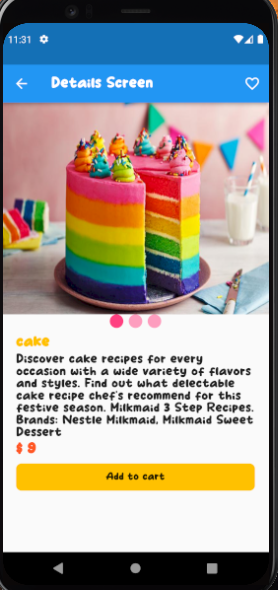 11:31
Details Screen
cake
Discover cake recipes for every
occasion with a wide variety of flavors
and styles. Find out what delectable
cake recipe chef's recommend for this
festive season. Milkmaid 3 Step Recipes.
Brands: Nestle Milkmaid, Milkmaid Sweet
Dessert
$ 9
Add to cart